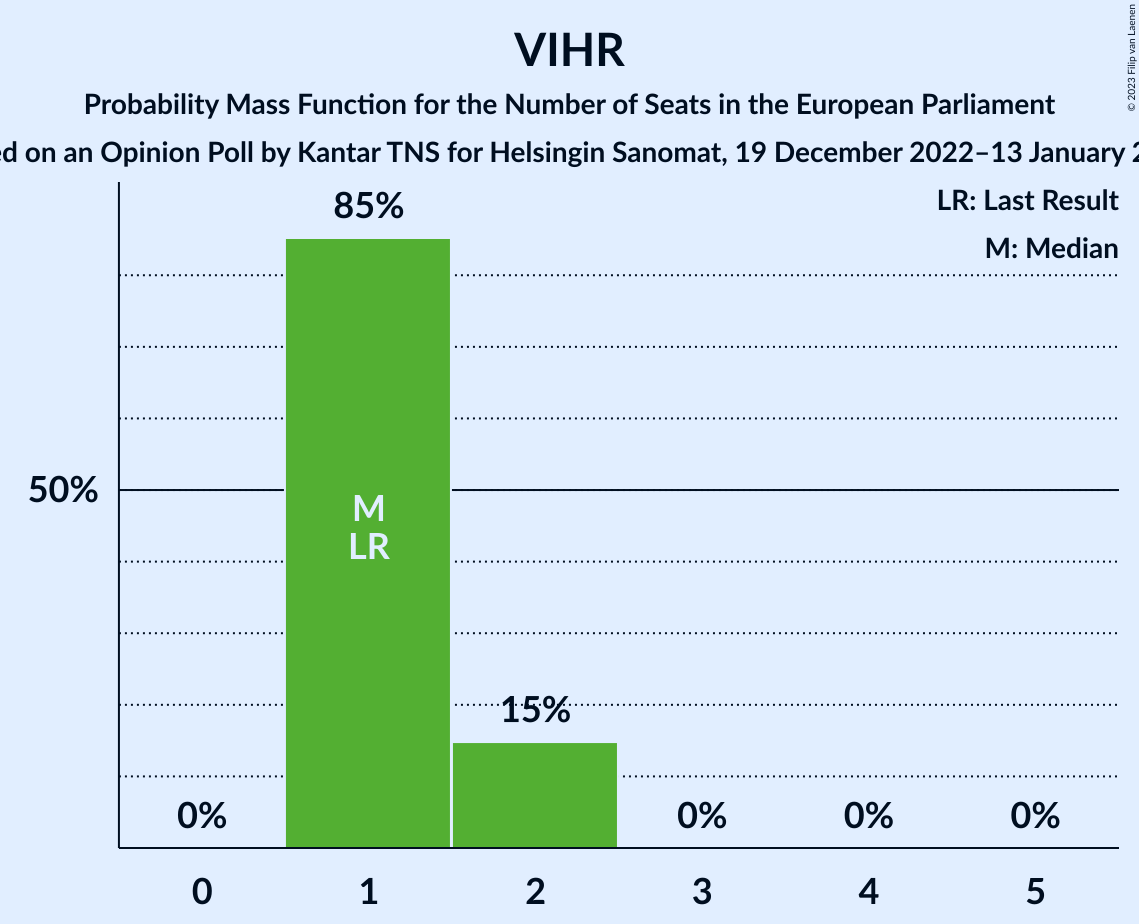 VIHR
Probability Mass Function for the Number of Seats in the European Parliament
on an Opinion Poll by Kantar TNS for Helsingin Sanomat, 19 December 2022–13 January
© 2023 Filip van Laenen
LR: Last Result
M: Median
85%
50%
M
LR
15%
0%
0%
0%
0%
0 1 2 3 4 5